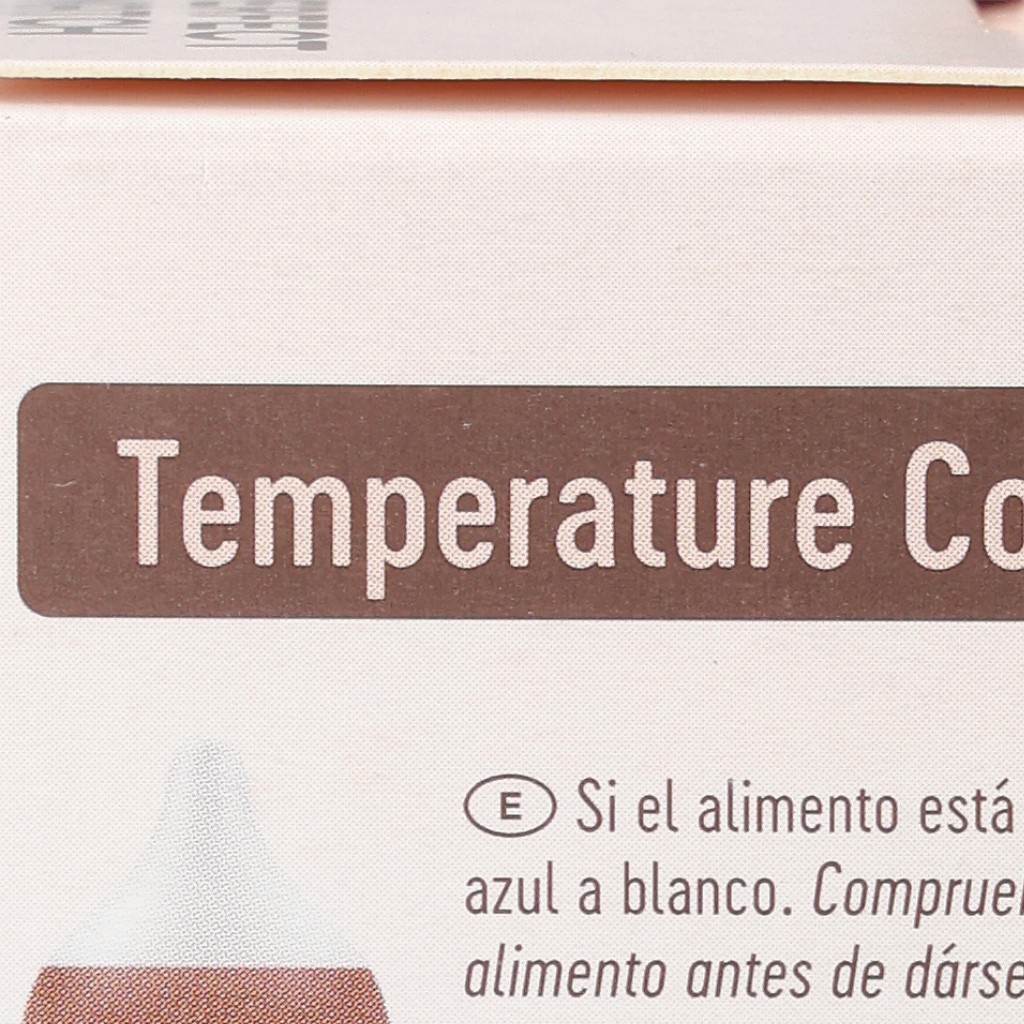 Temperature
E Si el alimento está
azul a blanco.
alimento antes de